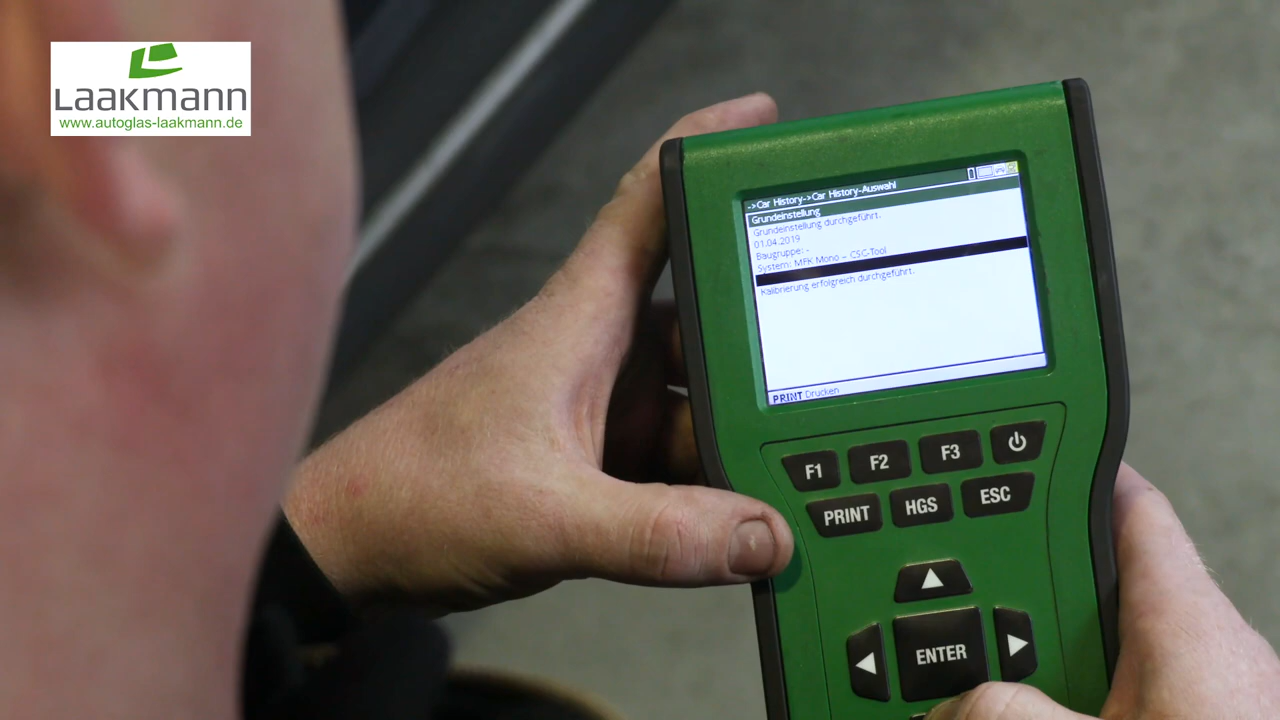 Laakmann
www.autoglas-laakmann.de
->Car History->Car History-Auswahl
Grundeinstellung
Grundeinstellung durchgeführt.
01.04.2019
Baugruppe: -
System: MFK Mono – CSC-Tool
Kalibrierung erfolgreich durchgeführt.
PRINT Drucken
F1 F2 F3
PRINT HGS ESC
ENTER